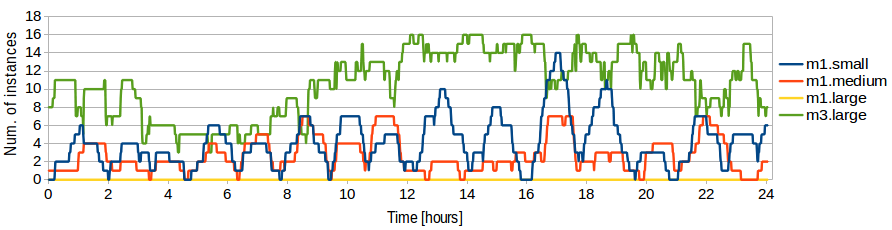 Num. of instances
18
16
14
12
10
8
6
4
2
0
0 2 4 6 8 10 12 14 16 18 20 22 24
Time [hours]
m1.small
m1.medium
m1.large
m3.large